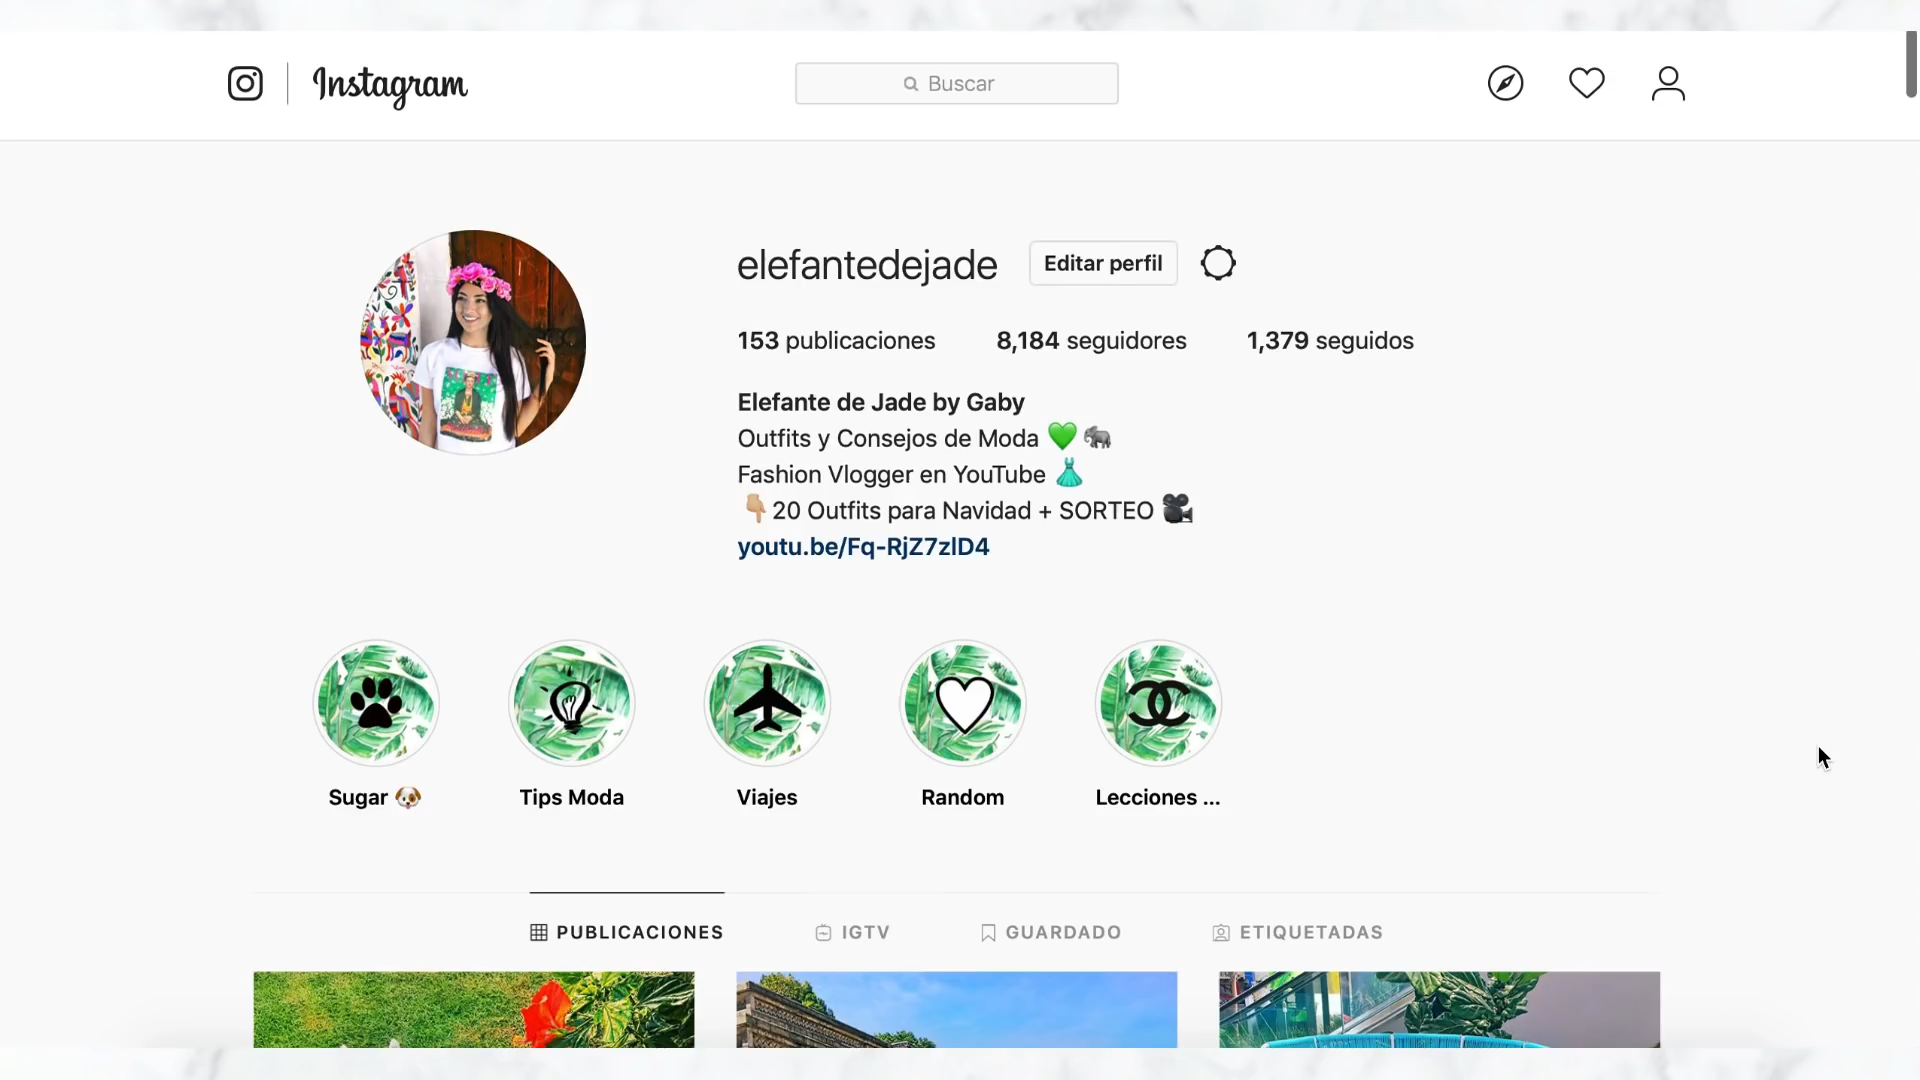 Instagram
Buscar
elefantedejade
Editar perfil
153 publicaciones
8,184 seguidores
1,379 seguidos
Elefante de Jade by Gaby
Outfits y Consejos de Moda 💚🐘
Fashion Vlogger en YouTube 👗
👇🏼20 Outfits para Navidad + SORTEO 🎥
youtu.be/Fq-RjZ7zlD4
Sugar 🐶
Tips Moda
Viajes
Random
Lecciones ...
PUBLICACIONES
IGTV
GUARDADO
ETIQUETADAS